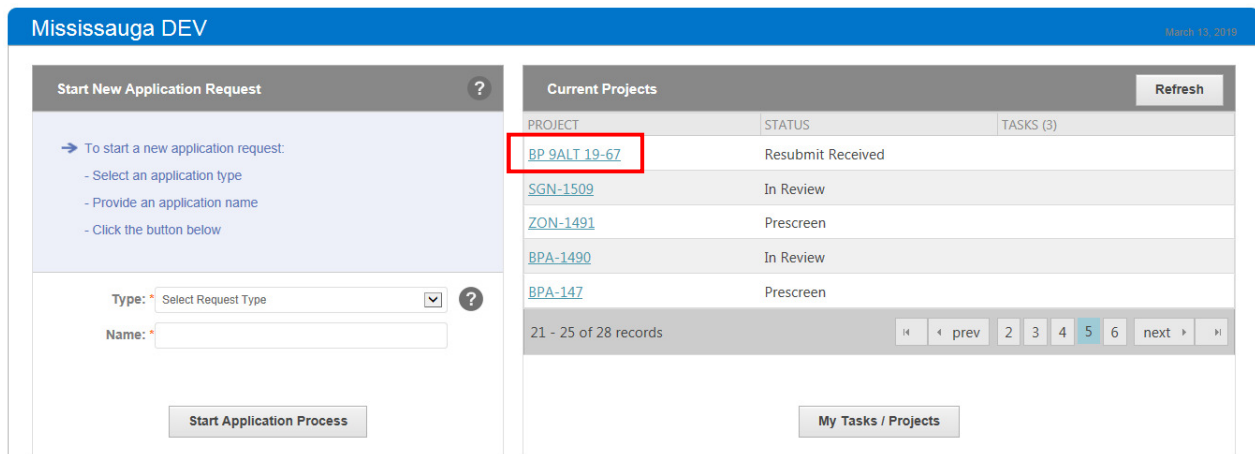 Mississauga DEV
March 13, 2019
Start New Application Request ?
→ To start a new application request:
- Select an application type
- Provide an application name
- Click the button below
Type: * Select Request Type ?
Name: *
Start Application Process
Current Projects Refresh
PROJECT STATUS TASKS (3)
BP 9ALT 19-67 Resubmit Received
SGN-1509 In Review
ZON-1491 Prescreen
BPA-1490 In Review
BPA-147 Prescreen
21 - 25 of 28 records prev 2 3 4 5 6 next
My Tasks / Projects